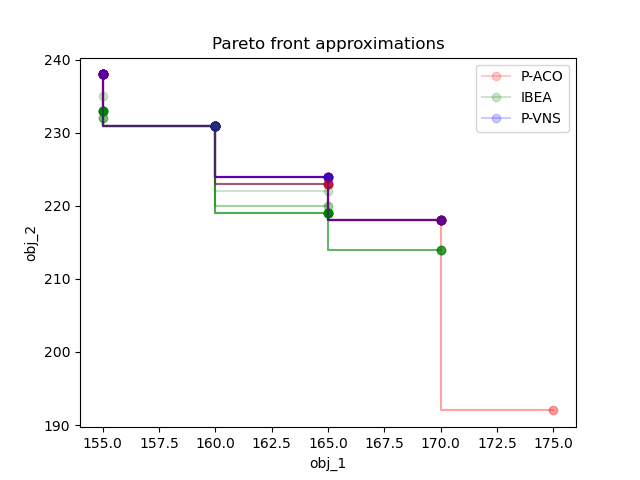 Pareto front approximations
P-ACO
IBEA
P-VNS
240
230
220
210
200
190
obj_2
155.0 157.5 160.0 162.5 165.0 167.5 170.0 172.5 175.0
obj_1